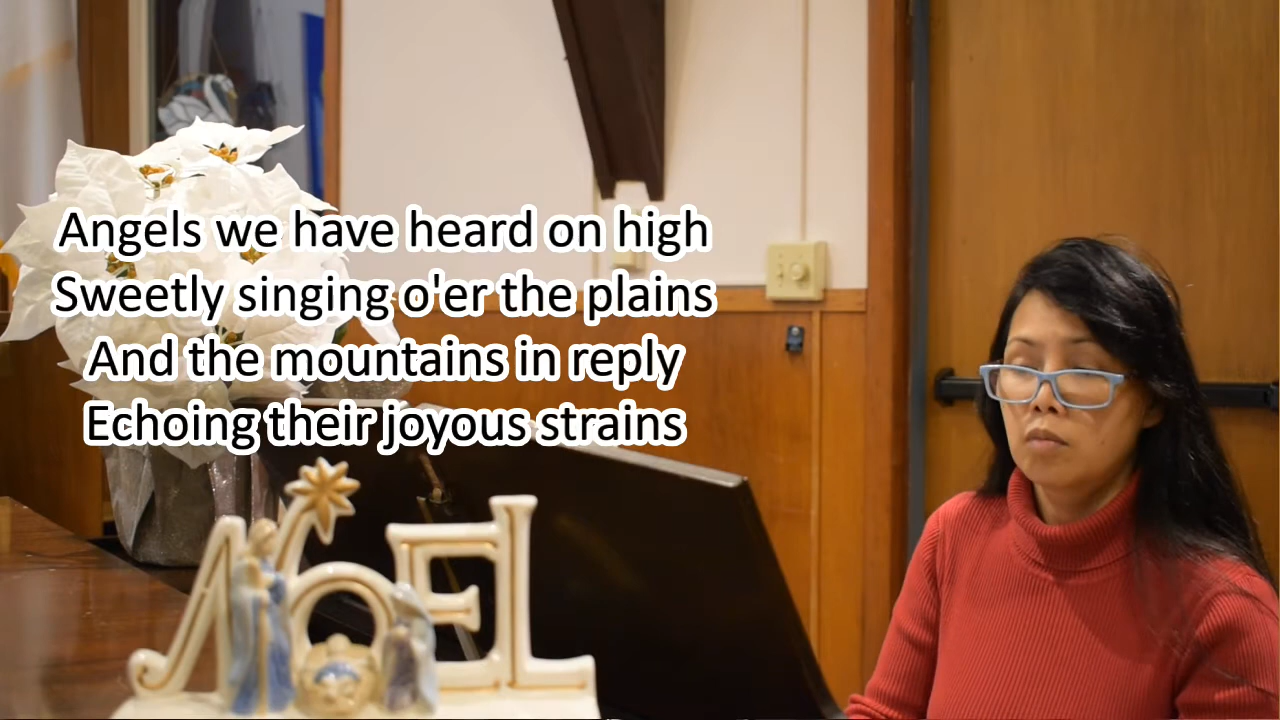 Angels we have heard on high
Sweetly singing o'er the plains
And the mountains in reply
Echoing their joyous strains
NOEL